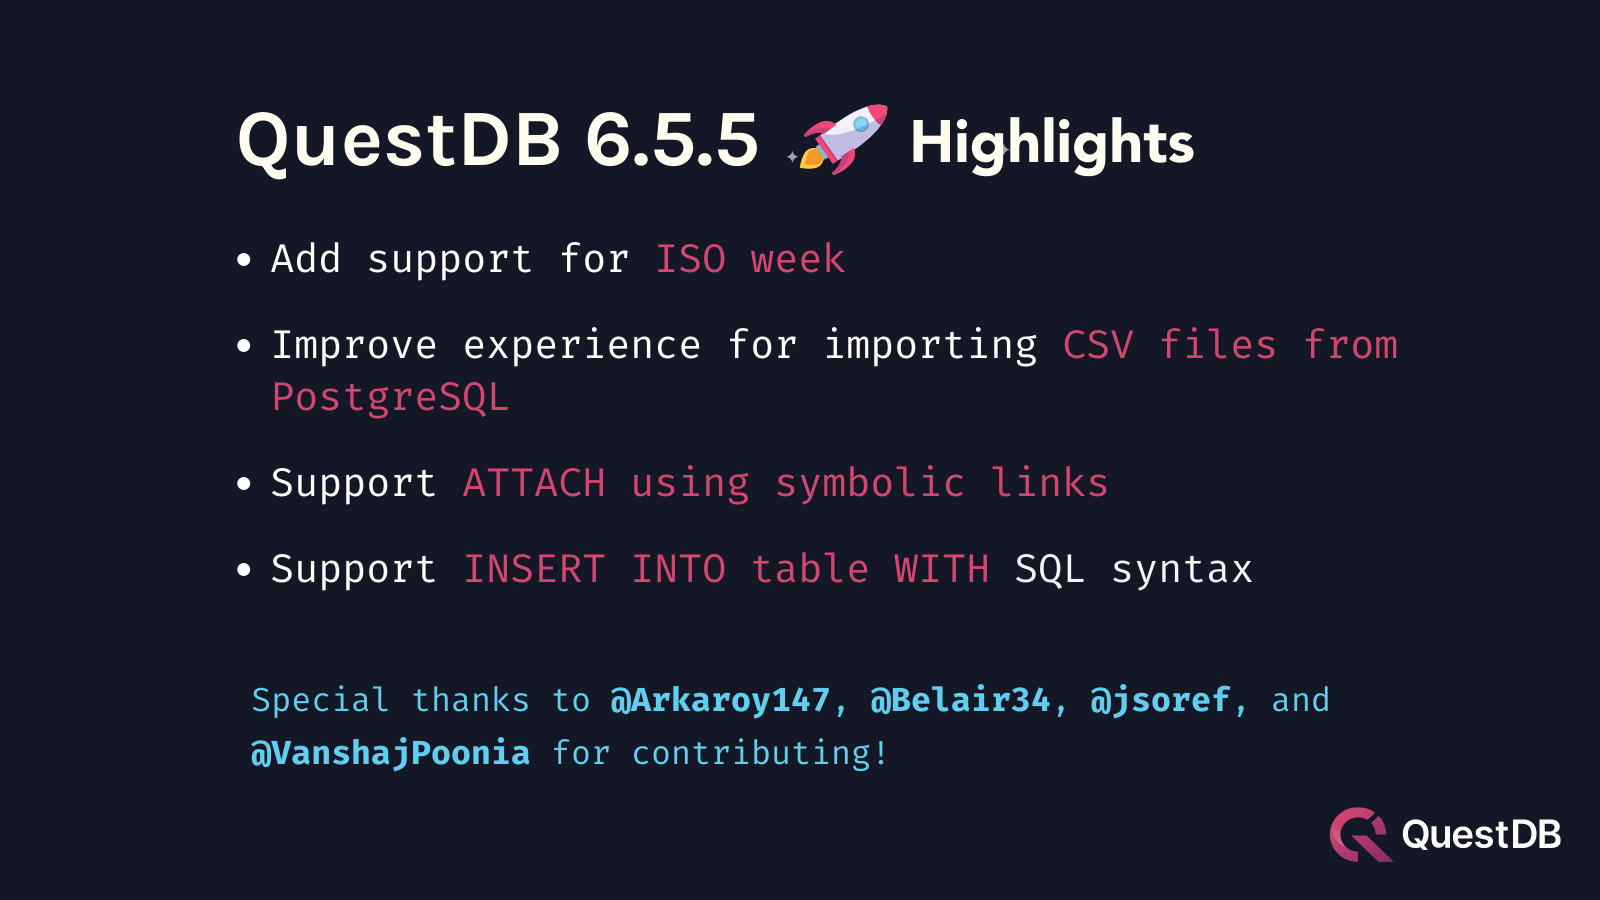 QuestDB 6.5.5 🚀 Highlights
• Add support for ISO week
• Improve experience for importing CSV files from
PostgreSQL
• Support ATTACH using symbolic links
• Support INSERT INTO table WITH SQL syntax
Special thanks to @Arkaroy147, @Belair34, @jsoref, and
@VanshajPoonia for contributing!
QuestDB